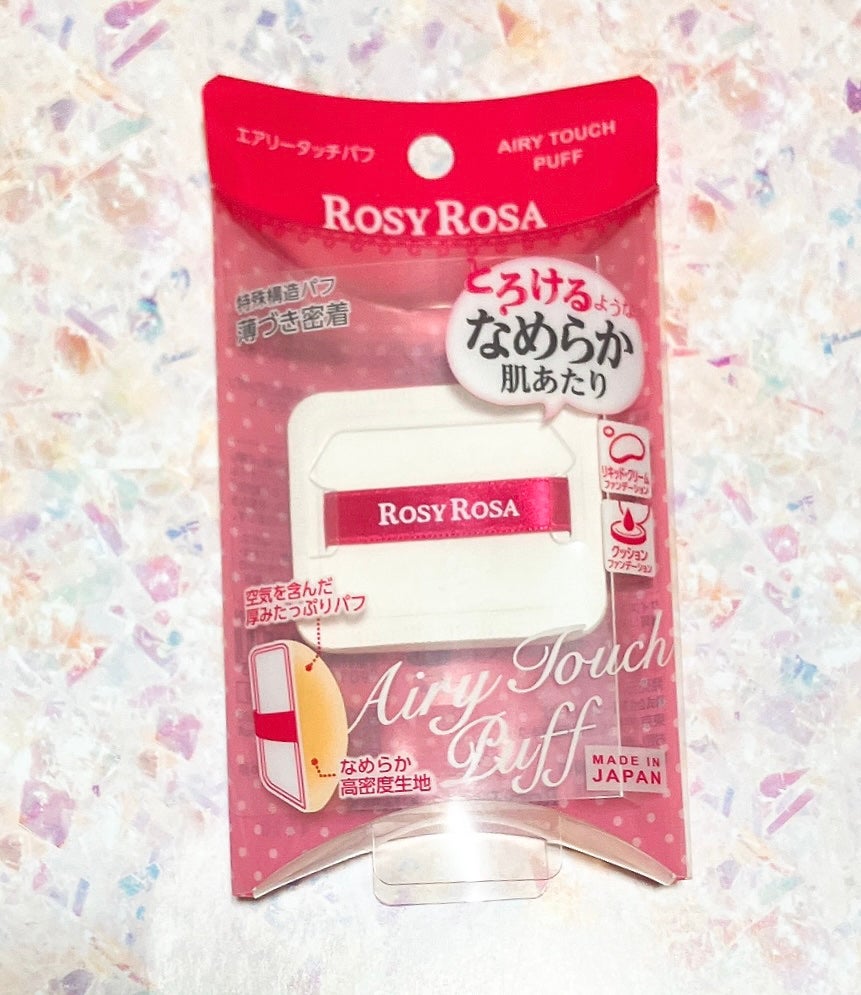 エアリータッチパフ
AIRY TOUCH
PUFF
ROSY ROSA
特殊構造パフ
薄づき密着
とろけるような
なめらか
肌あたり
リキッド・クリーム
ファンデーション
ROSY ROSA
クッション
ファンデーション
空気を含んだ
厚みたっぷりパフ
Airy Touch
Puff
なめらか
高密度生地
MADE IN
JAPAN